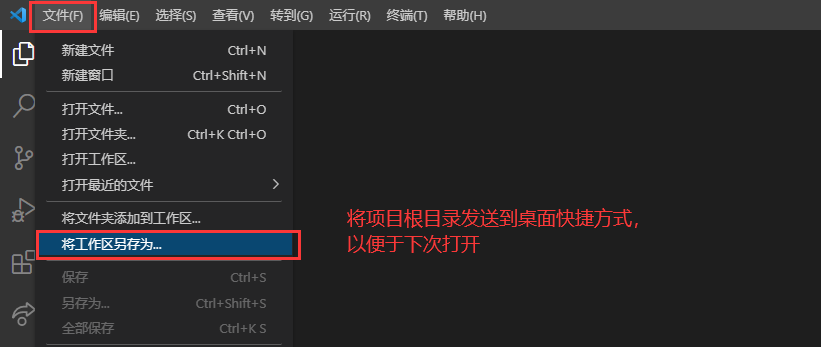 文件(F) 编辑(E) 选择(S) 查看(V) 转到(G) 运行(R) 终端(T) 帮助(H)
新建文件 Ctrl+N
新建窗口 Ctrl+Shift+N
打开文件... Ctrl+O
打开文件夹... Ctrl+K Ctrl+O
打开工作区...
打开最近的文件
将文件夹添加到工作区...
将工作区另存为...
保存 Ctrl+S
另存为... Ctrl+Shift+S
全部保存 Ctrl+K S
将项目根目录发送到桌面快捷方式，
以便于下次打开